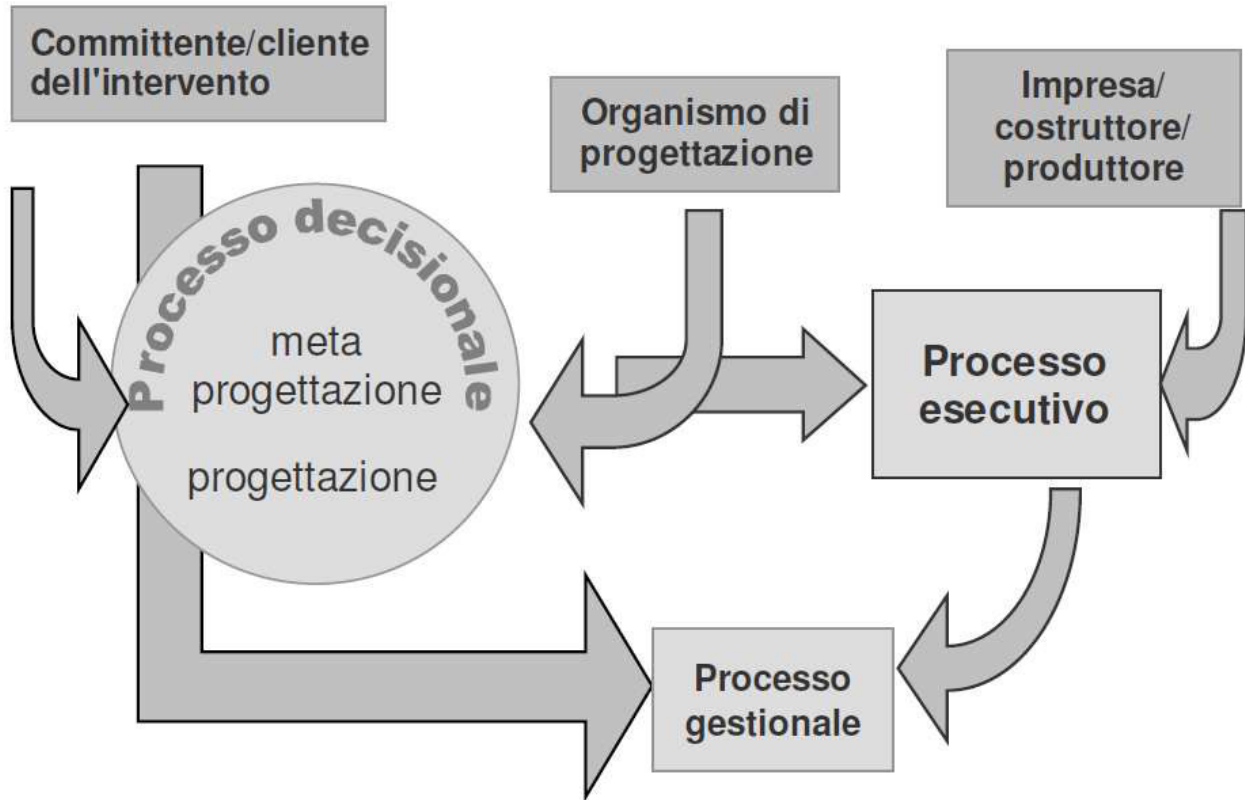 Committente/cliente
dell'intervento
Organismo di
progettazione
Impresa/
costruttore/
produttore
Processo decisionale
meta
progettazione
progettazione
Processo
esecutivo
Processo
gestionale